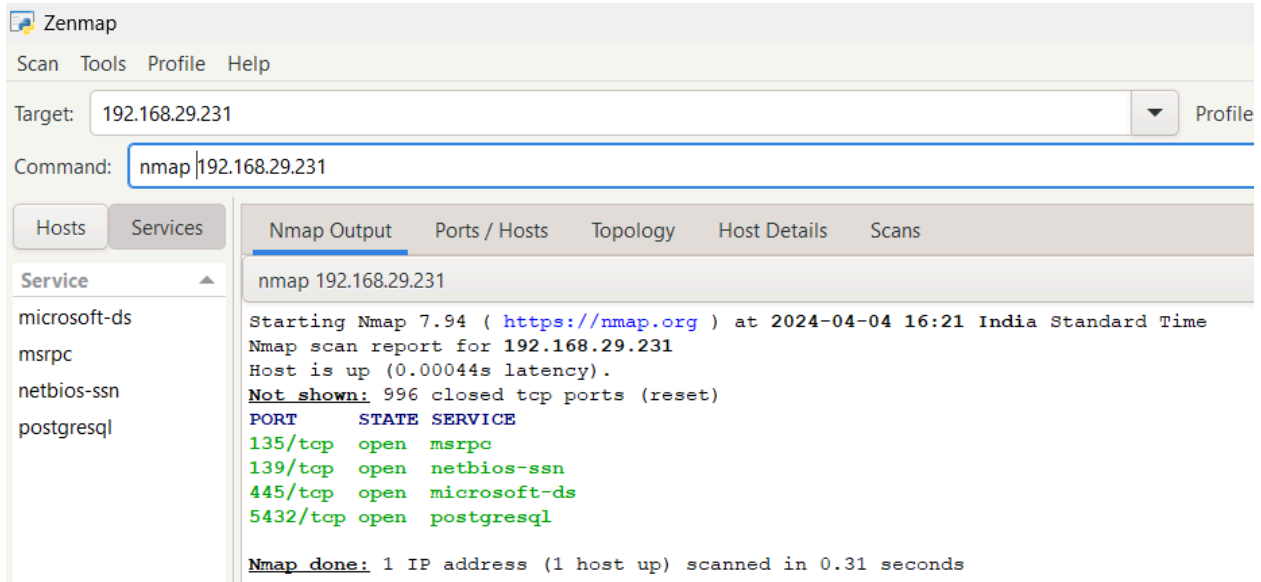 Zenmap
Scan Tools Profile Help
Target: 192.168.29.231 Profile
Command: nmap 192.168.29.231
Hosts Services
Nmap Output Ports / Hosts Topology Host Details Scans
Service
microsoft-ds
msrpc
netbios-ssn
postgresql
nmap 192.168.29.231
Starting Nmap 7.94 ( https://nmap.org ) at 2024-04-04 16:21 India Standard Time
Nmap scan report for 192.168.29.231
Host is up (0.00044s latency).
Not shown: 996 closed tcp ports (reset)
PORT     STATE SERVICE
135/tcp  open  msrpc
139/tcp  open  netbios-ssn
445/tcp  open  microsoft-ds
5432/tcp open  postgresql
Nmap done: 1 IP address (1 host up) scanned in 0.31 seconds